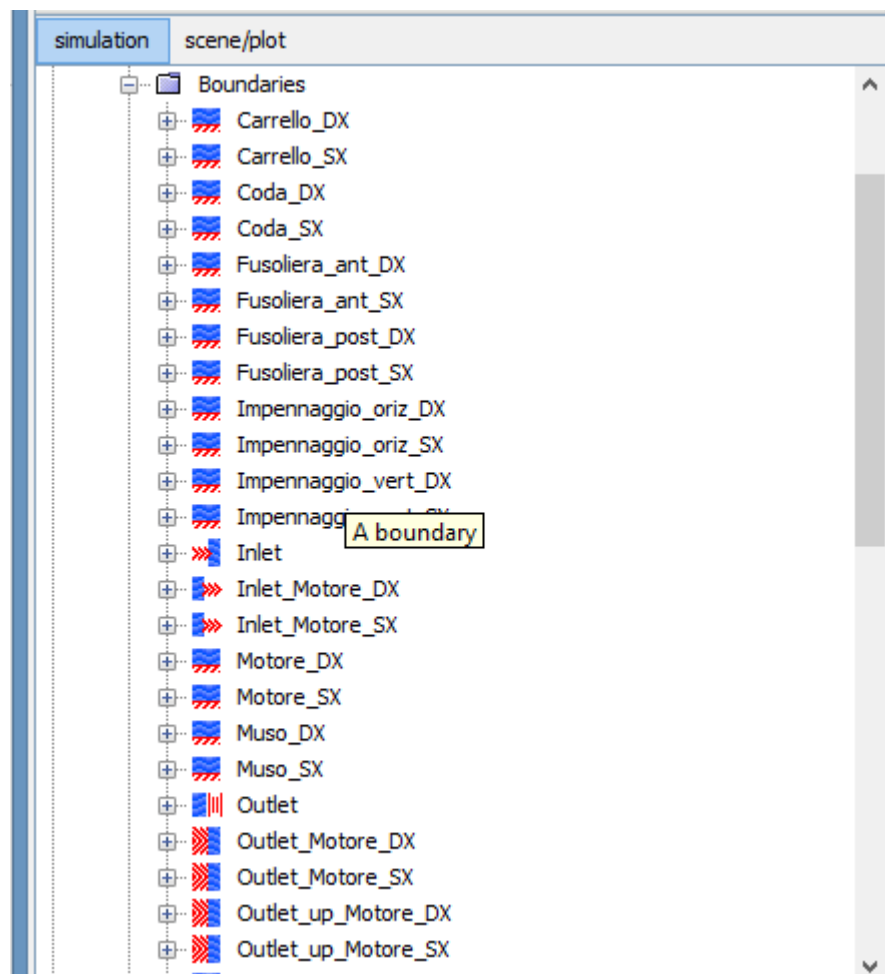 simulation scene/plot
Boundaries
Carrello_DX
Carrello_SX
Coda_DX
Coda_SX
Fusoliera_ant_DX
Fusoliera_ant_SX
Fusoliera_post_DX
Fusoliera_post_SX
Impennaggio_oriz_DX
Impennaggio_oriz_SX
Impennaggio_vert_DX
A boundary
Inlet
Inlet_Motore_DX
Inlet_Motore_SX
Motore_DX
Motore_SX
Muso_DX
Muso_SX
Outlet
Outlet_Motore_DX
Outlet_Motore_SX
Outlet_up_Motore_DX
Outlet_up_Motore_SX